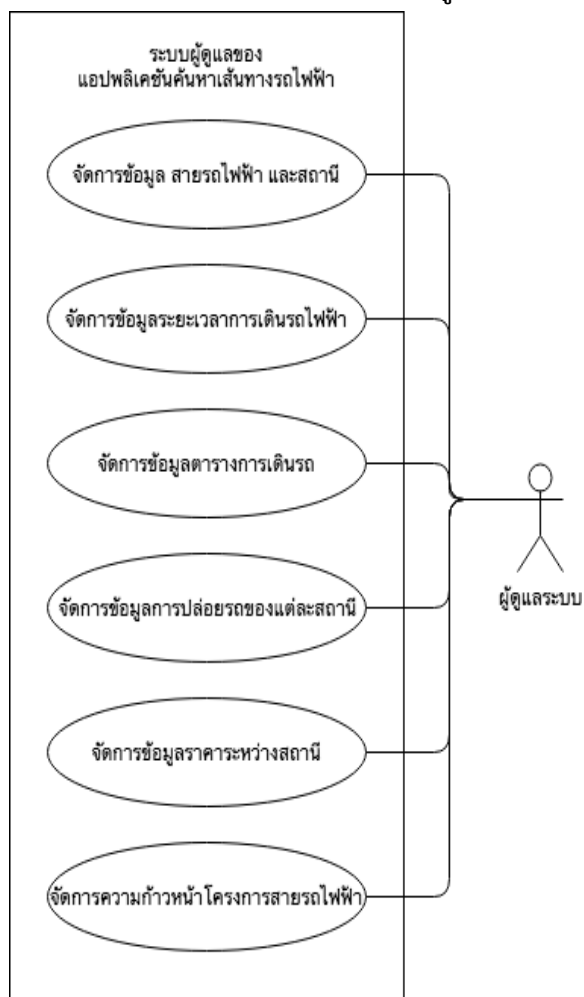 ระบบผู้ดูแลของ
แอปพลิเคชันค้นหาเส้นทางรถไฟฟ้า
จัดการข้อมูล สายรถไฟฟ้า และสถานี
จัดการข้อมูลระยะเวลาการเดินรถไฟฟ้า
จัดการข้อมูลตารางการเดินรถ
จัดการข้อมูลการปล่อยรถของแต่ละสถานี
ผู้ดูแลระบบ
จัดการข้อมูลราคาระหว่างสถานี
จัดการความก้าวหน้าโครงการสายรถไฟฟ้า